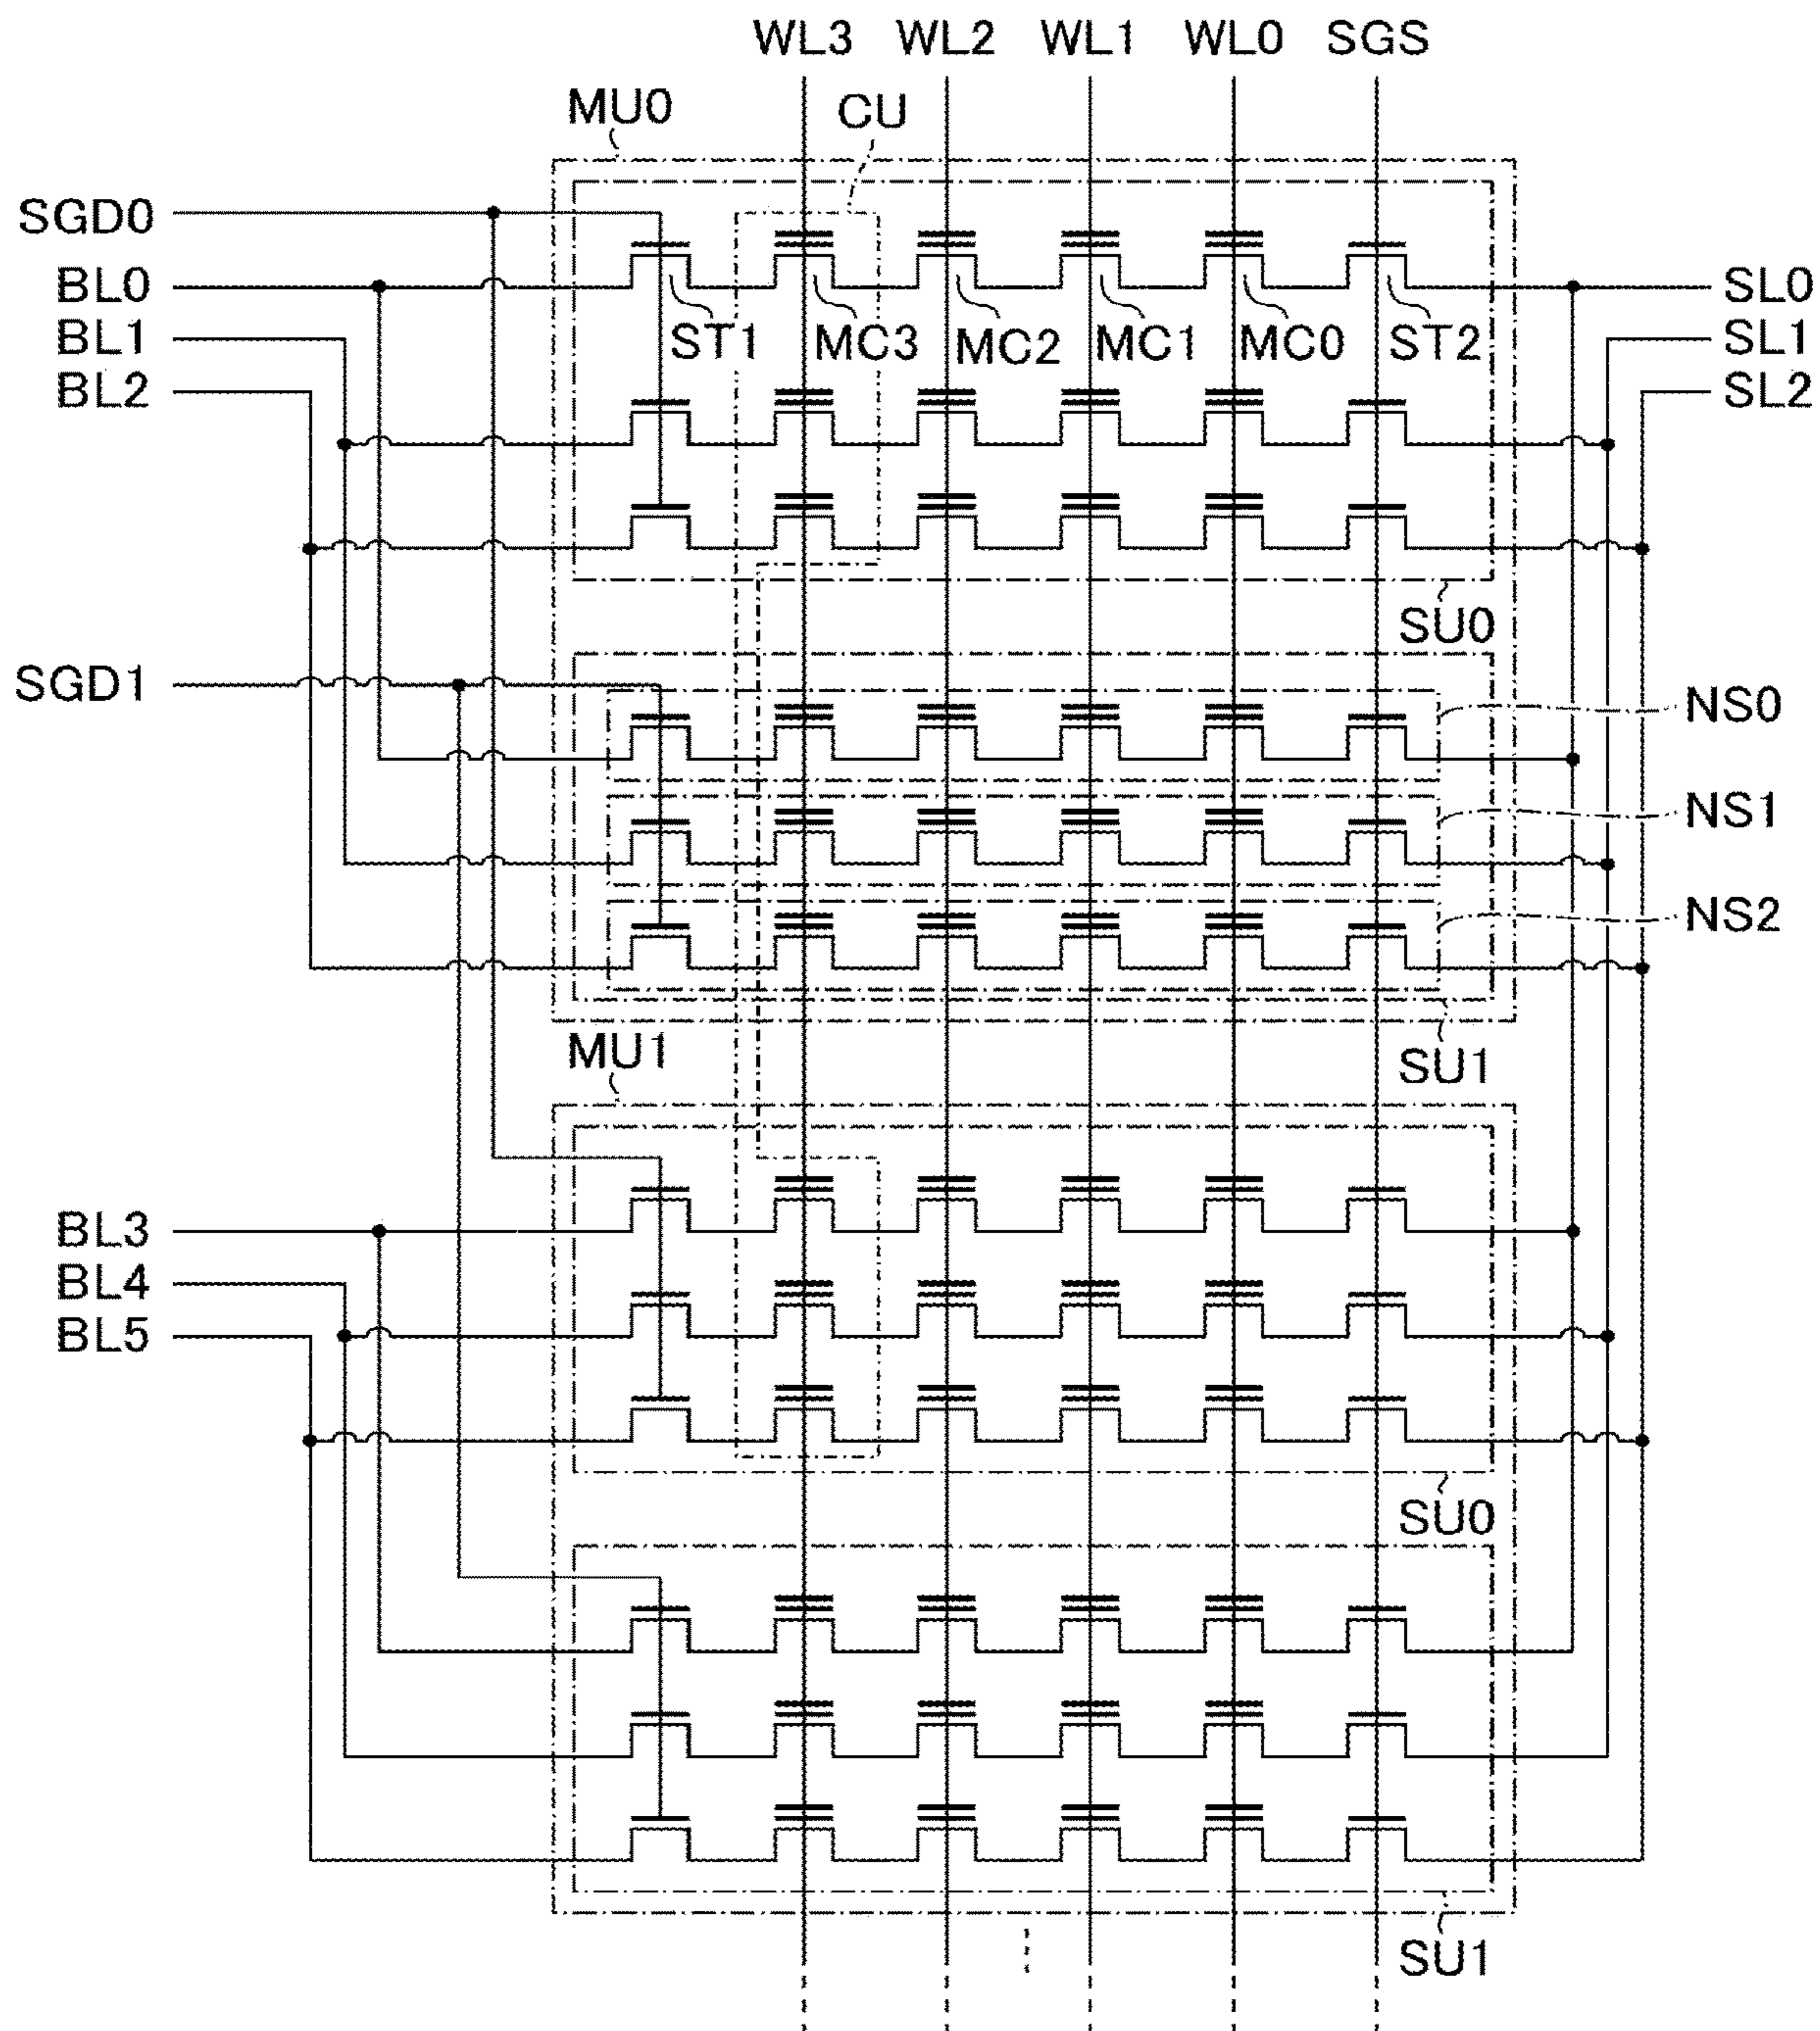 WL3 WL2 WL1 WL0 SGS
MU0 CU
SGD0
BL0 SL0
ST1 MC3 MC2 MC1 MC0 ST2
BL1 SL1
BL2 SL2
SU0
SGD1
NS0
NS1
NS2
MU1 SU1
BL3
BL4
BL5
SU0
SU1